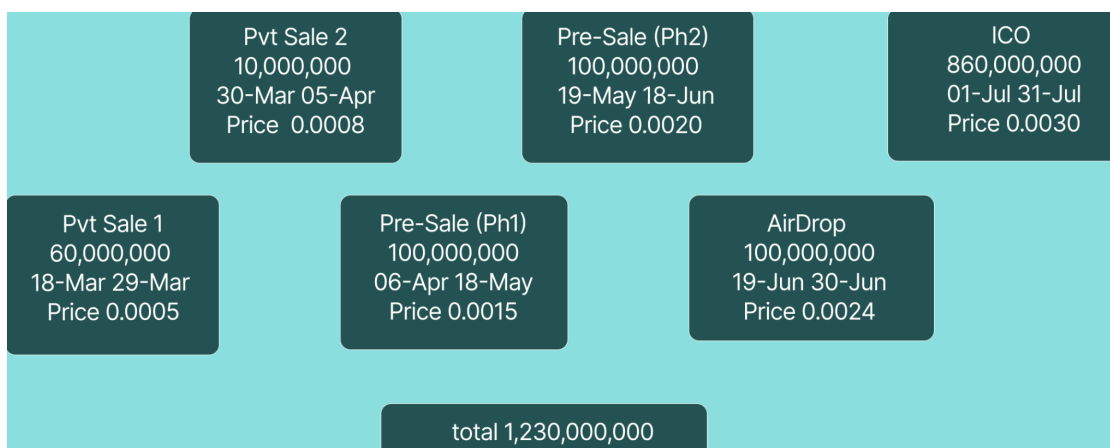 Pvt Sale 2
10,000,000
30-Mar 05-Apr
Price 0.0008
Pre-Sale (Ph2)
100,000,000
19-May 18-Jun
Price 0.0020
ICO
860,000,000
01-Jul 31-Jul
Price 0.0030
Pvt Sale 1
60,000,000
18-Mar 29-Mar
Price 0.0005
Pre-Sale (Ph1)
100,000,000
06-Apr 18-May
Price 0.0015
AirDrop
100,000,000
19-Jun 30-Jun
Price 0.0024
total 1,230,000,000